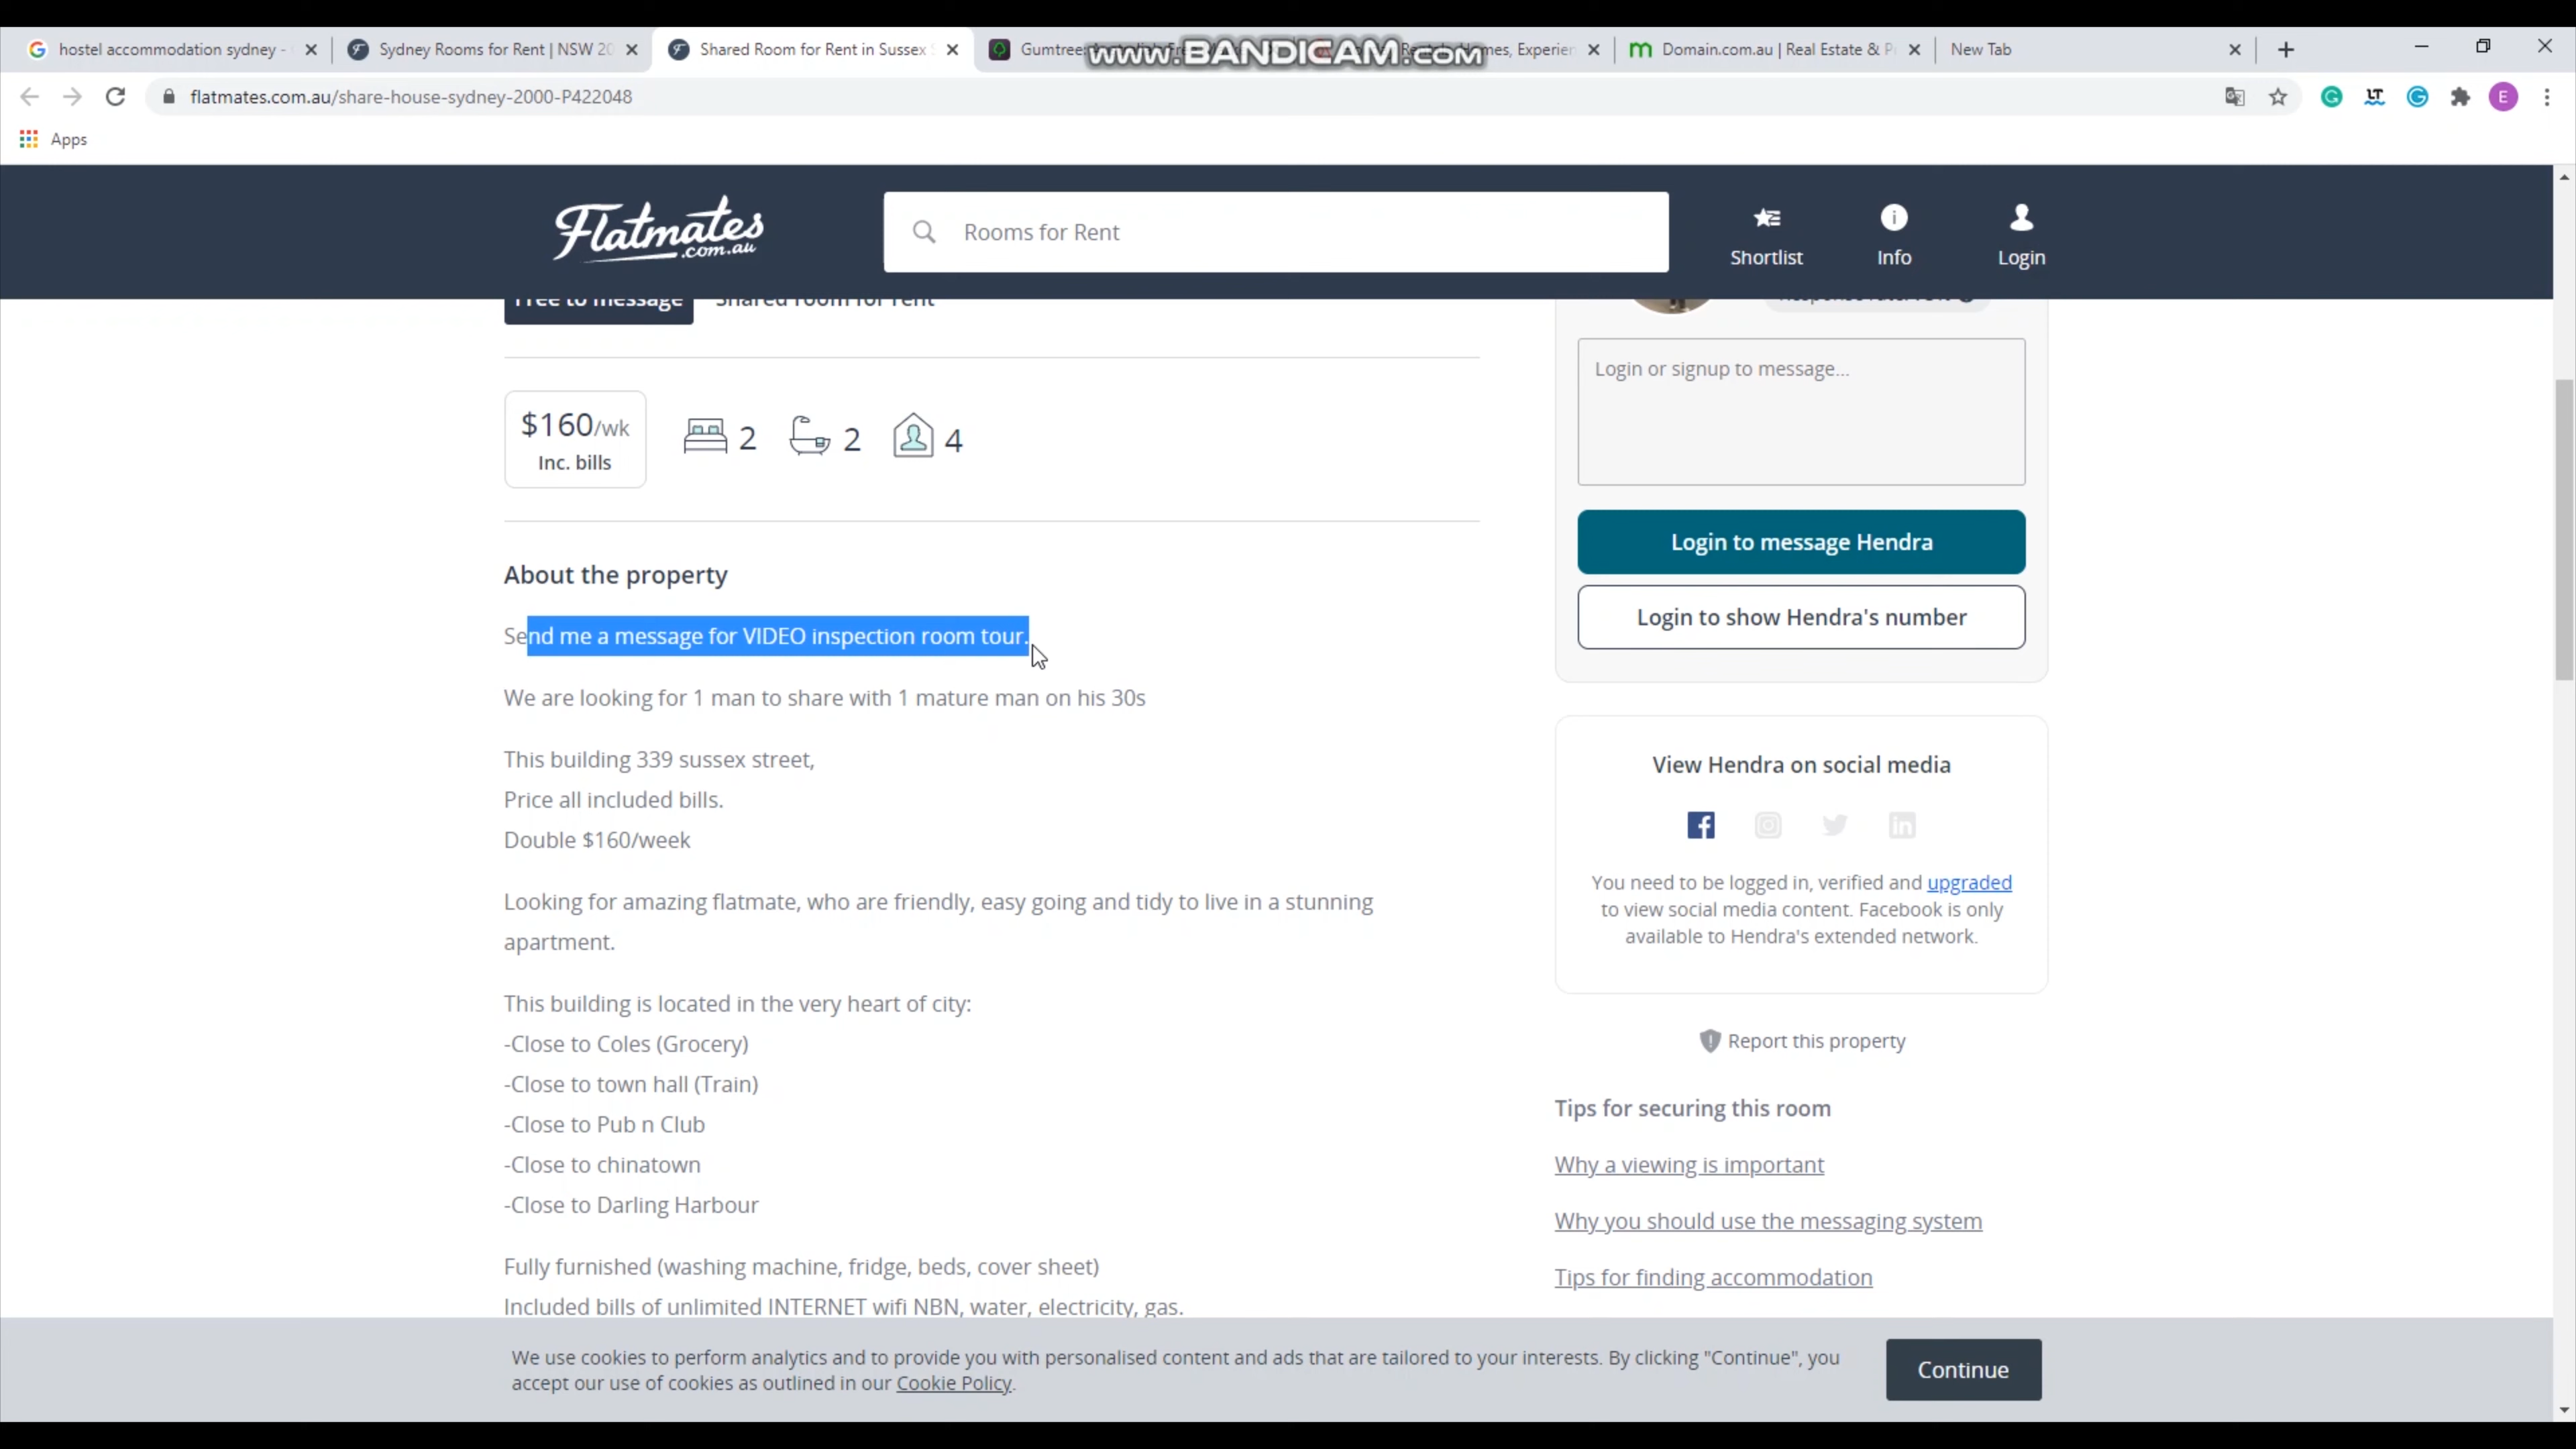 hostel accommodation sydney -
Sydney Rooms for Rent | NSW 20
Shared Room for Rent in Sussex S
Gumtree:
www.BANDICAM.com
Homes, Experien
Domain.com.au | Real Estate & P
New Tab
flatmates.com.au/share-house-sydney-2000-P422048
LT
E
Apps
Flatmates
.com.au
Rooms for Rent
Shortlist
Info
Login
Free to message
Shared room for rent
$160/wk
Inc. bills
2
2
4
About the property
Send me a message for VIDEO inspection room tour.
We are looking for 1 man to share with 1 mature man on his 30s
This building 339 sussex street,
Price all included bills.
Double $160/week
Looking for amazing flatmate, who are friendly, easy going and tidy to live in a stunning
apartment.
This building is located in the very heart of city:
-Close to Coles (Grocery)
-Close to town hall (Train)
-Close to Pub n Club
-Close to chinatown
-Close to Darling Harbour
Fully furnished (washing machine, fridge, beds, cover sheet)
Included bills of unlimited INTERNET wifi NBN, water, electricity, gas.
Login or signup to message...
Login to message Hendra
Login to show Hendra's number
View Hendra on social media
You need to be logged in, verified and upgraded
to view social media content. Facebook is only
available to Hendra's extended network.
Report this property
Tips for securing this room
Why a viewing is important
Why you should use the messaging system
Tips for finding accommodation
We use cookies to perform analytics and to provide you with personalised content and ads that are tailored to your interests. By clicking "Continue", you
accept our use of cookies as outlined in our Cookie Policy.
Continue